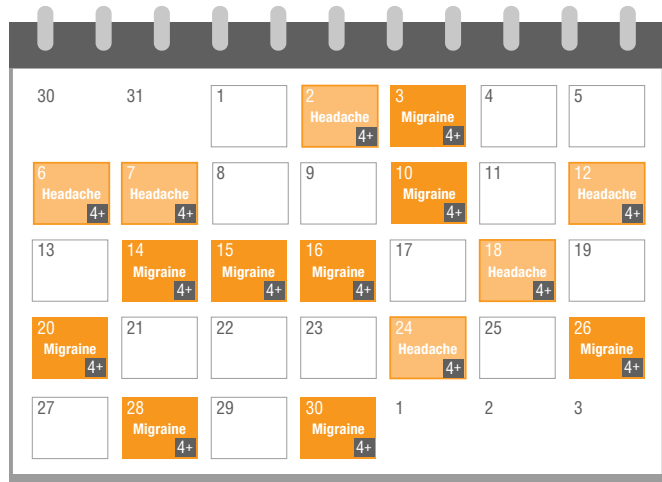 30 31 1 2 3 4 5
Headache Migraine
4+ 4+
6 7 8 9 10 11 12
Headache Headache Migraine Headache
4+ 4+ 4+ 4+
13 14 15 16 17 18 19
Migraine Migraine Migraine Headache
4+ 4+ 4+ 4+
20 21 22 23 24 25 26
Migraine Headache Migraine
4+ 4+ 4+
27 28 29 30 1 2 3
Migraine Migraine
4+ 4+